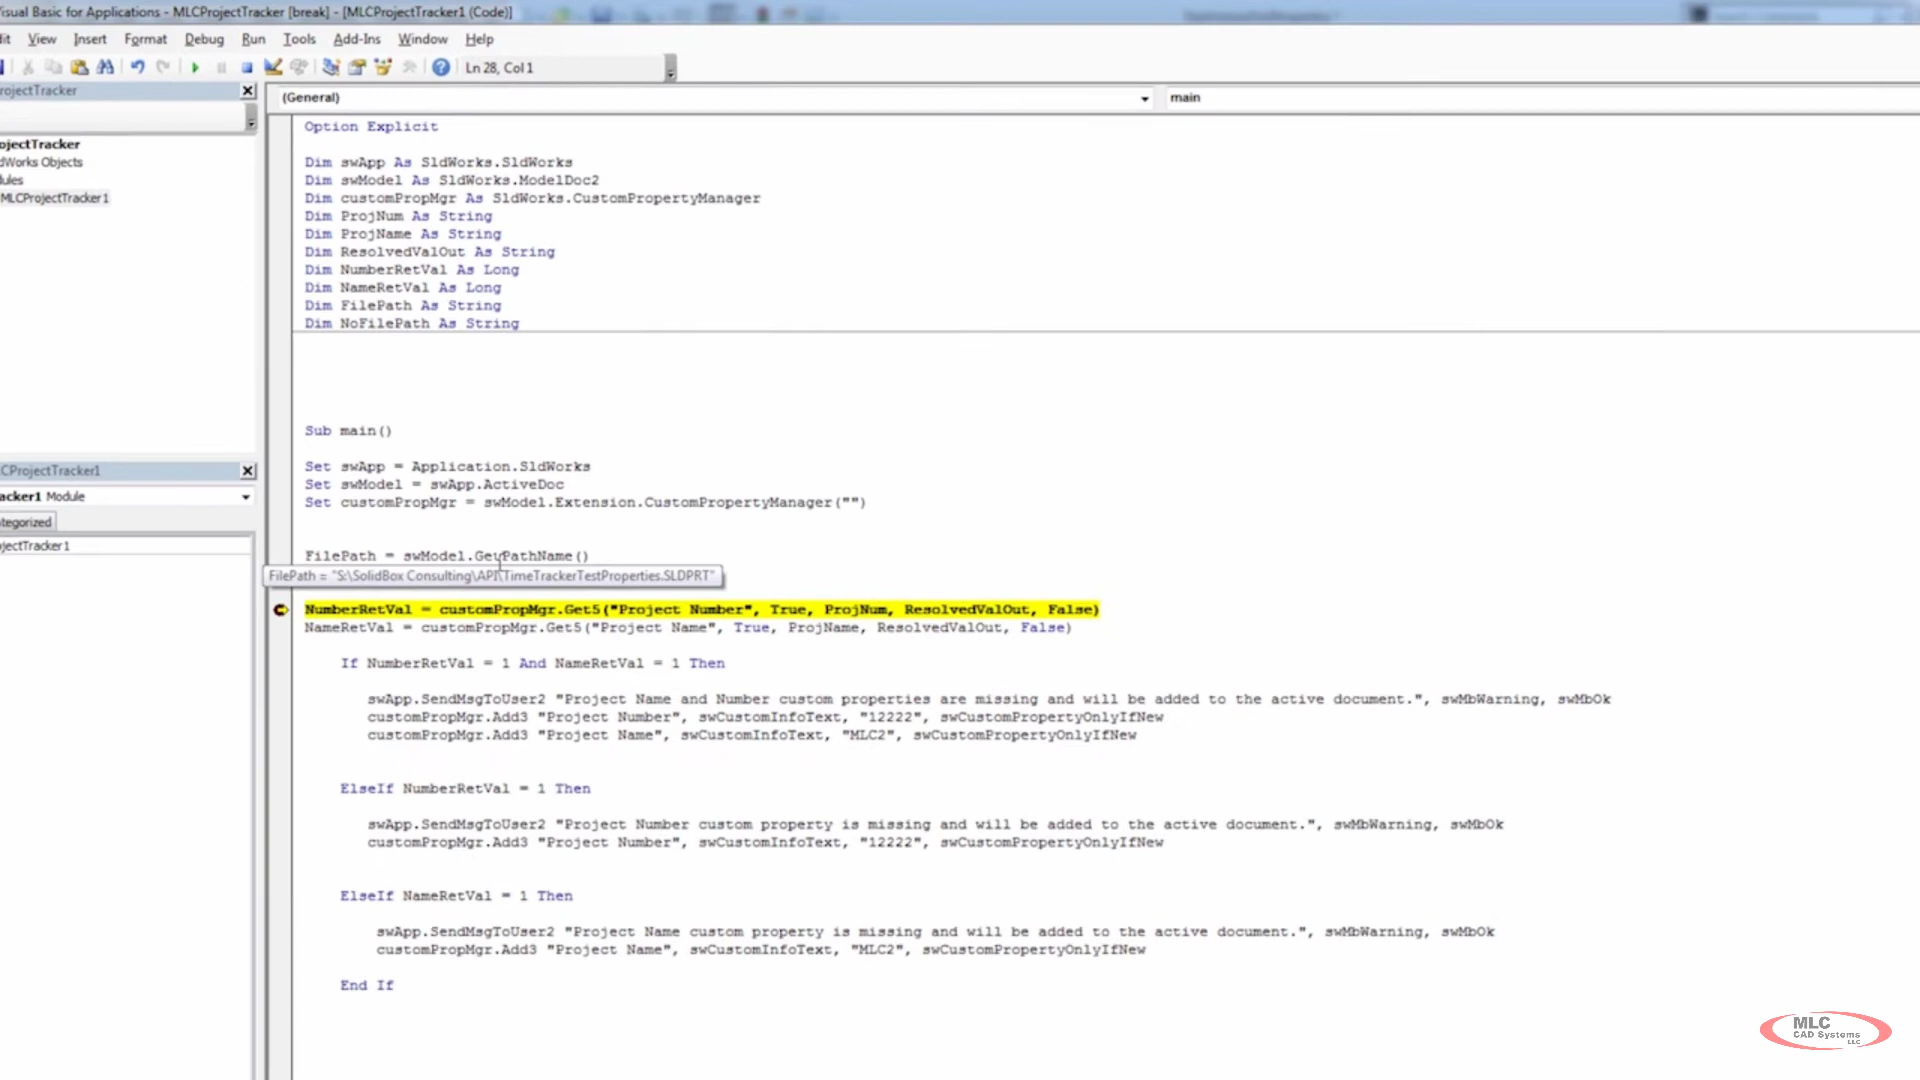 Visual Basic for Applications - MLCProjectTracker [break] - [MLCProjectTracker1 (Code)]
dit View Insert Format Debug Run Tools Add-Ins Window Help
Ln 28, Col 1
rojectTracker
(General) main
rojectTracker
dWorks Objects
dules
MLCProjectTracker1
Option Explicit
Dim swApp As SldWorks.SldWorks
Dim swModel As SldWorks.ModelDoc2
Dim customPropMgr As SldWorks.CustomPropertyManager
Dim ProjNum As String
Dim ProjName As String
Dim ResolvedValOut As String
Dim NumberRetVal As Long
Dim NameRetVal As Long
Dim FilePath As String
Dim NoFilePath As String
Sub main()
Set swApp = Application.SldWorks
Set swModel = swApp.ActiveDoc
Set customPropMgr = swModel.Extension.CustomPropertyManager("")
FilePath = swModel.GetPathName()
FilePath = "S:\SolidBox Consulting\API\TimeTrackerTestProperties.SLDPRT"
NumberRetVal = customPropMgr.Get5("Project Number", True, ProjNum, ResolvedValOut, False)
NameRetVal = customPropMgr.Get5("Project Name", True, ProjName, ResolvedValOut, False)
If NumberRetVal = 1 And NameRetVal = 1 Then
swApp.SendMsgToUser2 "Project Name and Number custom properties are missing and will be added to the active document.", swMbWarning, swMbOk
customPropMgr.Add3 "Project Number", swCustomInfoText, "12222", swCustomPropertyOnlyIfNew
customPropMgr.Add3 "Project Name", swCustomInfoText, "MLC2", swCustomPropertyOnlyIfNew
ElseIf NumberRetVal = 1 Then
swApp.SendMsgToUser2 "Project Number custom property is missing and will be added to the active document.", swMbWarning, swMbOk
customPropMgr.Add3 "Project Number", swCustomInfoText, "12222", swCustomPropertyOnlyIfNew
ElseIf NameRetVal = 1 Then
swApp.SendMsgToUser2 "Project Name custom property is missing and will be added to the active document.", swMbWarning, swMbOk
customPropMgr.Add3 "Project Name", swCustomInfoText, "MLC2", swCustomPropertyOnlyIfNew
End If
LCProjectTracker1
acker1 Module
tegorized
jectTracker1
MLC
CAD Systems
LLC